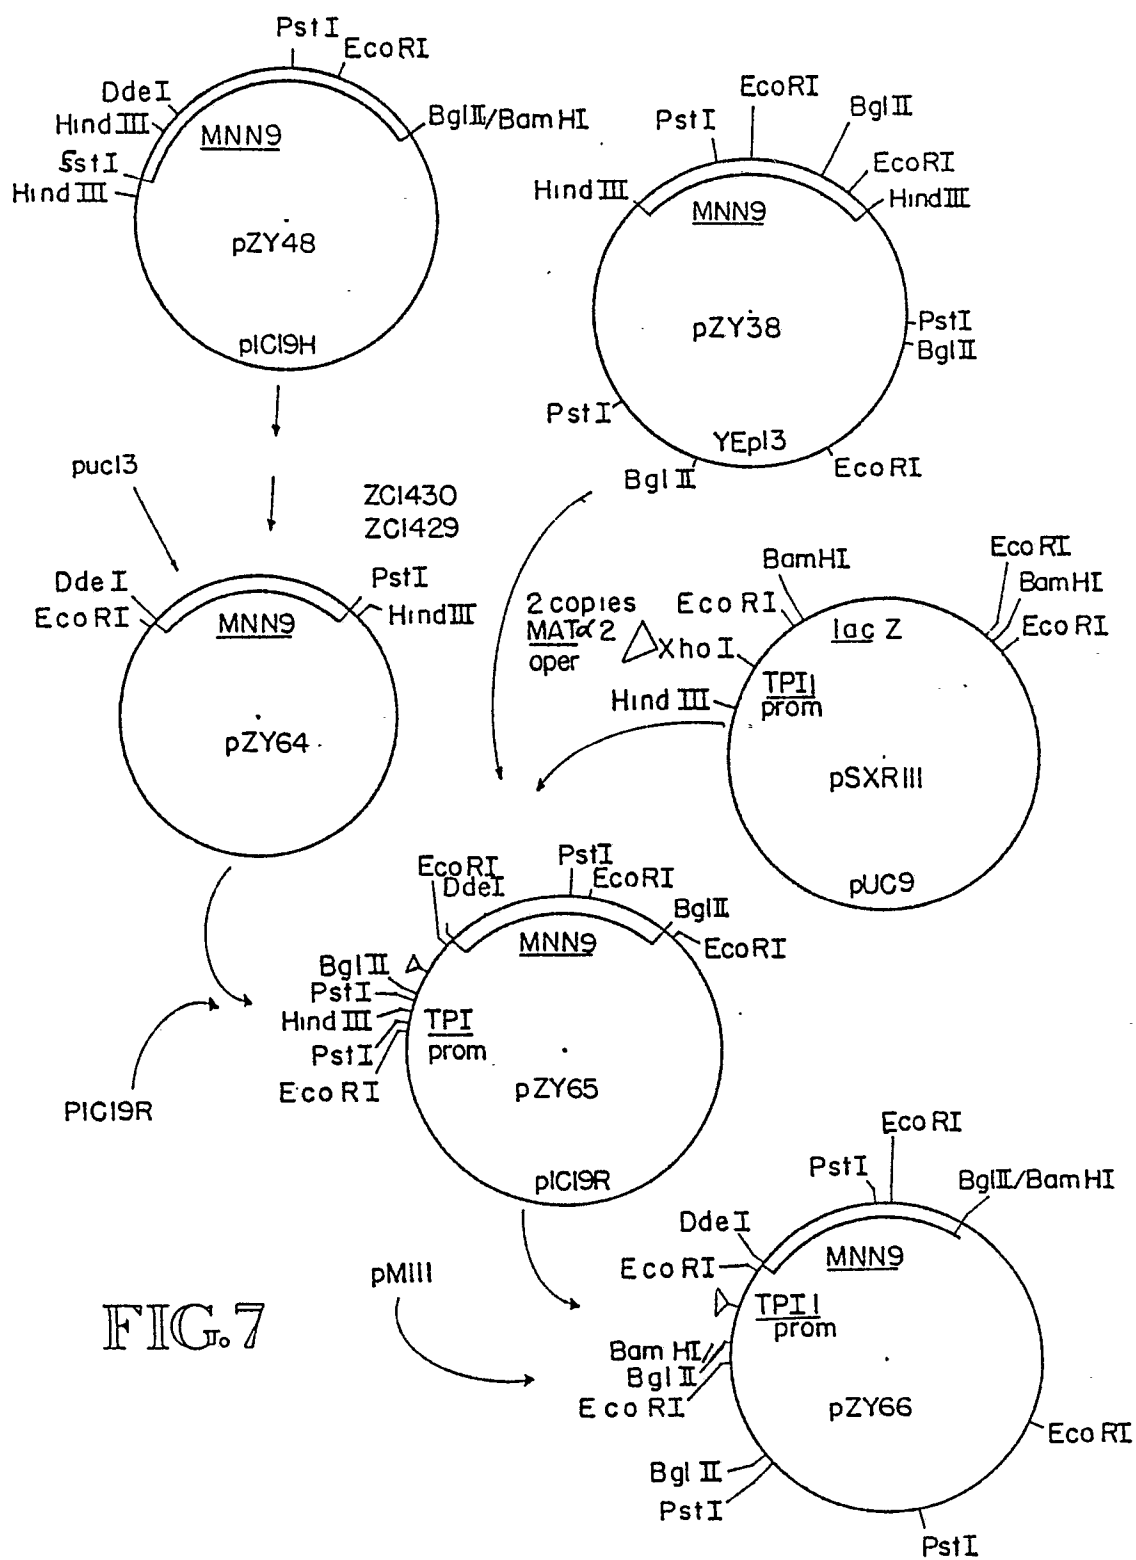 PstI
EcoRI
DdeI
HindIII
MNN9
BglII/BamHI
SstI
HindIII
pZY48
pIC19H
EcoRI
BglII
PstI
EcoRI
HindIII
HindIII
MNN9
pZY38
PstI
BglII
PstI
YEp13
EcoRI
BglII
puc13
ZC1430
ZC1429
DdeI
PstI
EcoRI
HindIII
MNN9
pZY64
EcoRI
BamHI
BamHI
2 copies
EcoRI
MATα2
oper
EcoRI
lac Z
XhoI
TPI1
prom
HindIII
pSXR111
pUC9
EcoRI
PstI
DdeI
EcoRI
BglII
MNN9
EcoRI
BglII
PstI
HindIII
TPI
prom
PstI
EcoRI
pZY65
PIC19R
pIC19R
EcoRI
PstI
BglII/BamHI
DdeI
MNN9
EcoRI
pM111
TPI1
prom
FIG. 7
BamHI
BglII
EcoRI
pZY66
EcoRI
BglII
PstI
PstI